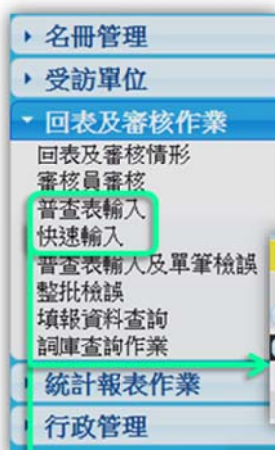 名冊管理
受訪單位
回表及審核作業
回表及審核情形
審核員審核
普查表輸入
快速輸入
普查表輸入及單筆檢誤
整批檢誤
填報資料查詢
詞庫查詢作業
統計報表作業
行政管理